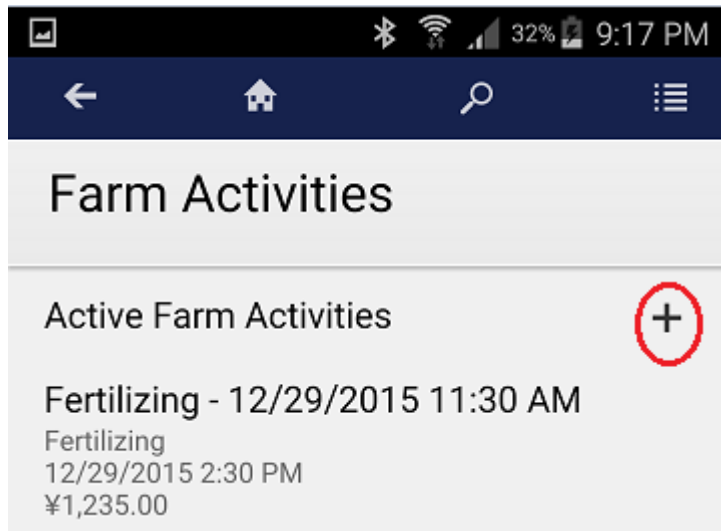 32% 9:17 PM
Farm Activities
Active Farm Activities +
Fertilizing - 12/29/2015 11:30 AM
Fertilizing
12/29/2015 2:30 PM
¥1,235.00